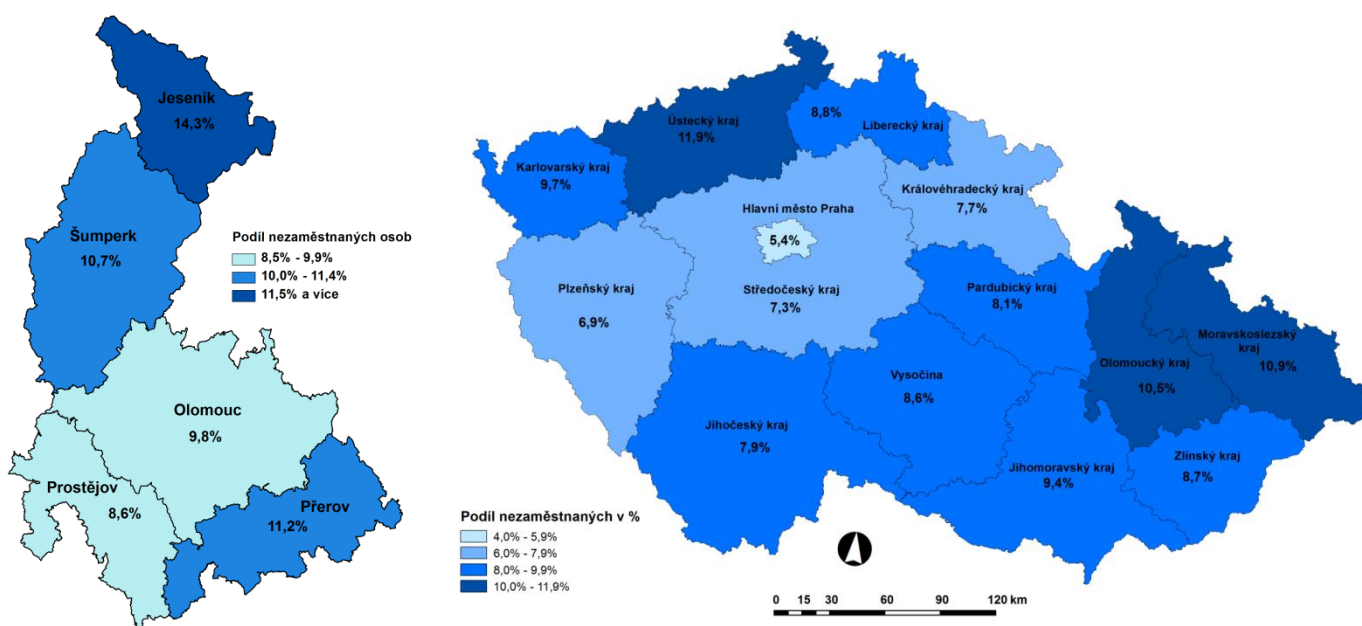 Jeseník
14,3%
Šumperk
10,7%
Podíl nezaměstnaných osob
8,5% - 9,9%
10,0% - 11,4%
11,5% a více
Olomouc
9,8%
Prostějov
8,6%
Přerov
11,2%
8,8%
Liberecký kraj
Ústecký kraj
11,9%
Karlovarský kraj
9,7%
Královéhradecký kraj
7,7%
Hlavní město Praha
5,4%
Plzeňský kraj
6,9%
Středočeský kraj
7,3%
Pardubický kraj
8,1%
Moravskoslezský
kraj
10,9%
Olomoucký kraj
10,5%
Vysočina
8,6%
Jihočeský kraj
7,9%
Jihomoravský kraj
9,4%
Zlínský kraj
8,7%
Podíl nezaměstnaných v %
4,0% - 5,9%
6,0% - 7,9%
8,0% - 9,9%
10,0% - 11,9%
0 15 30 60 90 120 km